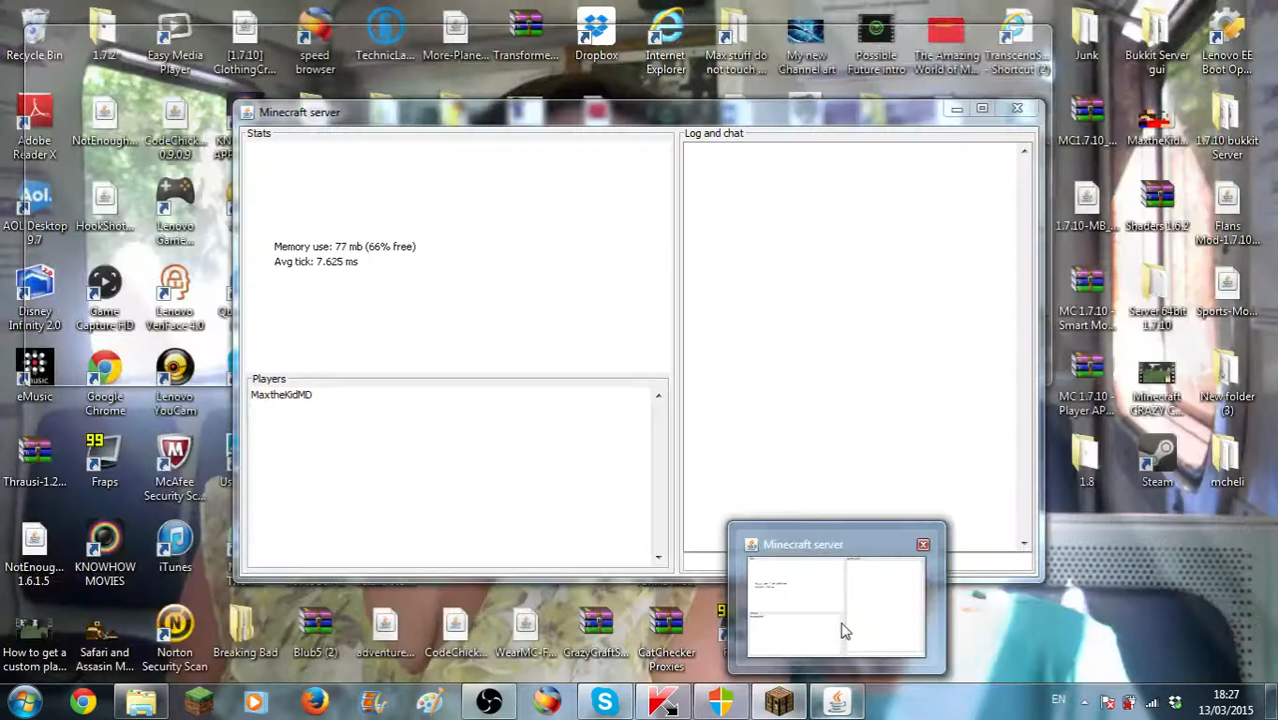 Recycle Bin
1.7.2
Easy Media
Player
[1.7.10]
ClothingCr...
speed
browser
TechnicLa...
More-Plane...
Transforme...
Dropbox
Internet
Explorer
Max stuff do
not touch ...
My new
Channel art
Possible
Future intro
The Amazing
World of M...
TranscendS...
- Shortcut (2)
Junk
Bukkit Server
gui
Lenovo EE
Boot Op...
Adobe
Reader X
NotEnough...
CodeChick...
0.9.0.9
MC1.7.10_...
MaxtheKid...
1.7.10 bukkit
Server
AOL Desktop
9.7
HookShot...
Lenovo
Game...
1.7.10-MB_...
Shaders 1.6.2
Flans
Mod-1.7.10...
Disney
Infinity 2.0
Game
Capture HD
Lenovo
VeriFace 4.0
MC 1.7.10 -
Smart Mo...
Server 64bit
1.7.10
Sports-Mo...
eMusic
Google
Chrome
Lenovo
YouCam
MC 1.7.10 -
Player AP...
Minecraft
CRAZY C...
New folder
(3)
Thrausi-1.2...
99
Fraps
McAfee
Security Sc...
1.8
Steam
mcheli
NotEnoug...
1.6.1.5
KNOWHOW
MOVIES
iTunes
How to get a
custom pla...
Safari and
Assasin M...
Norton
Security Scan
Breaking Bad
Blub5 (2)
adventure...
CodeChick...
WearMC-F...
CrazyCraftS...
CatChecker
Proxies
Minecraft server
Stats
Memory use: 77 mb (66% free)
Avg tick: 7.625 ms
Players
MaxtheKidMD
Log and chat
Minecraft server
EN
18:27
13/03/2015